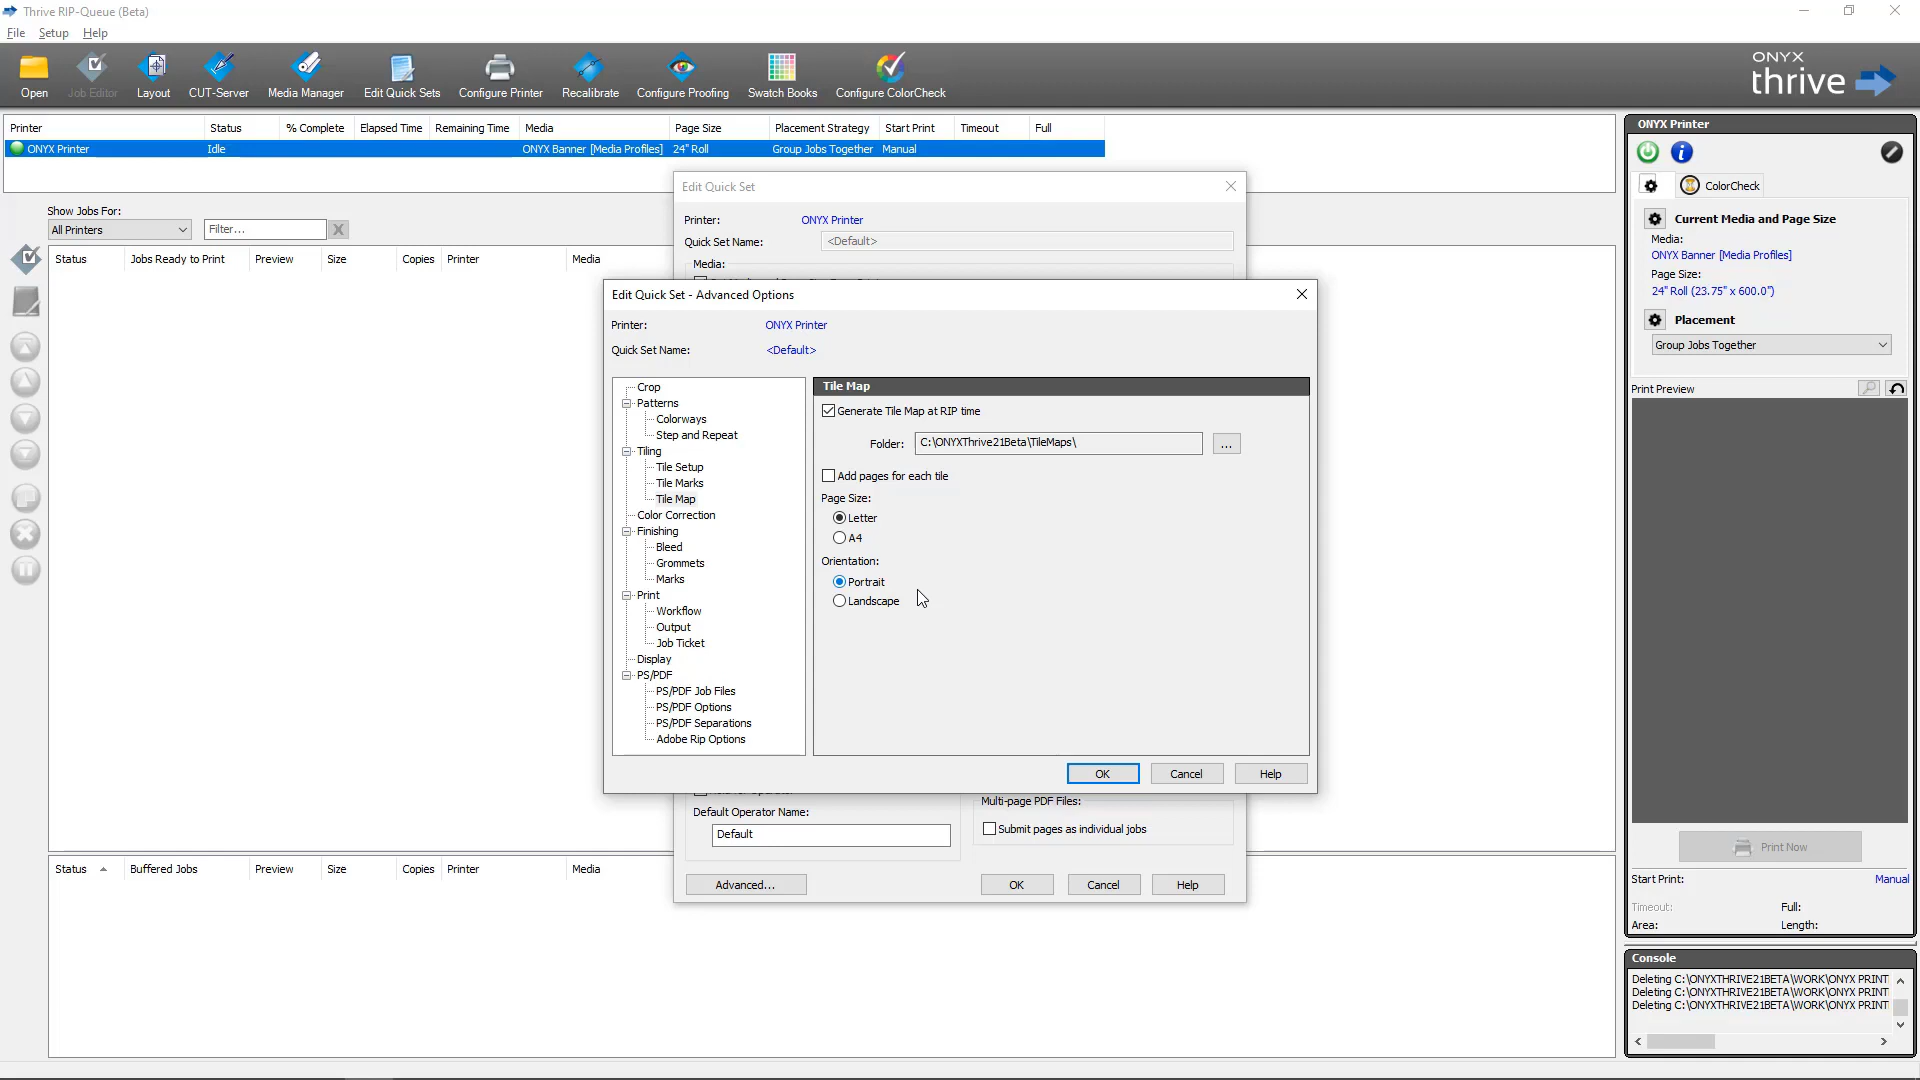 Thrive RIP-Queue (Beta)
File Setup Help
Open Job Editor Layout CUT-Server Media Manager Edit Quick Sets Configure Printer Recalibrate Configure Proofing Swatch Books Configure ColorCheck
ONYX
thrive
Printer Status % Complete Elapsed Time Remaining Time Media Page Size Placement Strategy Start Print Timeout Full
ONYX Printer Idle ONYX Banner [Media Profiles] 24" Roll Group Jobs Together Manual
Show Jobs For:
All Printers Filter... X
Status Jobs Ready to Print Preview Size Copies Printer Media
Edit Quick Set
Printer: ONYX Printer
Quick Set Name: <Default>
Media:
Edit Quick Set - Advanced Options
Printer: ONYX Printer
Quick Set Name: <Default>
Crop
Patterns
Colorways
Step and Repeat
Tiling
Tile Setup
Tile Marks
Tile Map
Color Correction
Finishing
Bleed
Grommets
Marks
Print
Workflow
Output
Job Ticket
Display
PS/PDF
PS/PDF Job Files
PS/PDF Options
PS/PDF Separations
Adobe Rip Options
Tile Map
Generate Tile Map at RIP time
Folder: C:\ONYXThrive21Beta\TileMaps\ ...
Add pages for each tile
Page Size:
Letter
A4
Orientation:
Portrait
Landscape
OK Cancel Help
Default Operator Name:
Default
Multi-page PDF Files:
Submit pages as individual jobs
Advanced... OK Cancel Help
Status Buffered Jobs Preview Size Copies Printer Media
ONYX Printer
ColorCheck
Current Media and Page Size
Media:
ONYX Banner [Media Profiles]
Page Size:
24" Roll (23.75" x 600.0")
Placement
Group Jobs Together
Print Preview
Print Now
Start Print: Manual
Timeout: Full:
Area: Length:
Console
Deleting C:\ONYXTHRIVE21BETA\WORK\ONYX PRINT
Deleting C:\ONYXTHRIVE21BETA\WORK\ONYX PRINT
Deleting C:\ONYXTHRIVE21BETA\WORK\ONYX PRINT